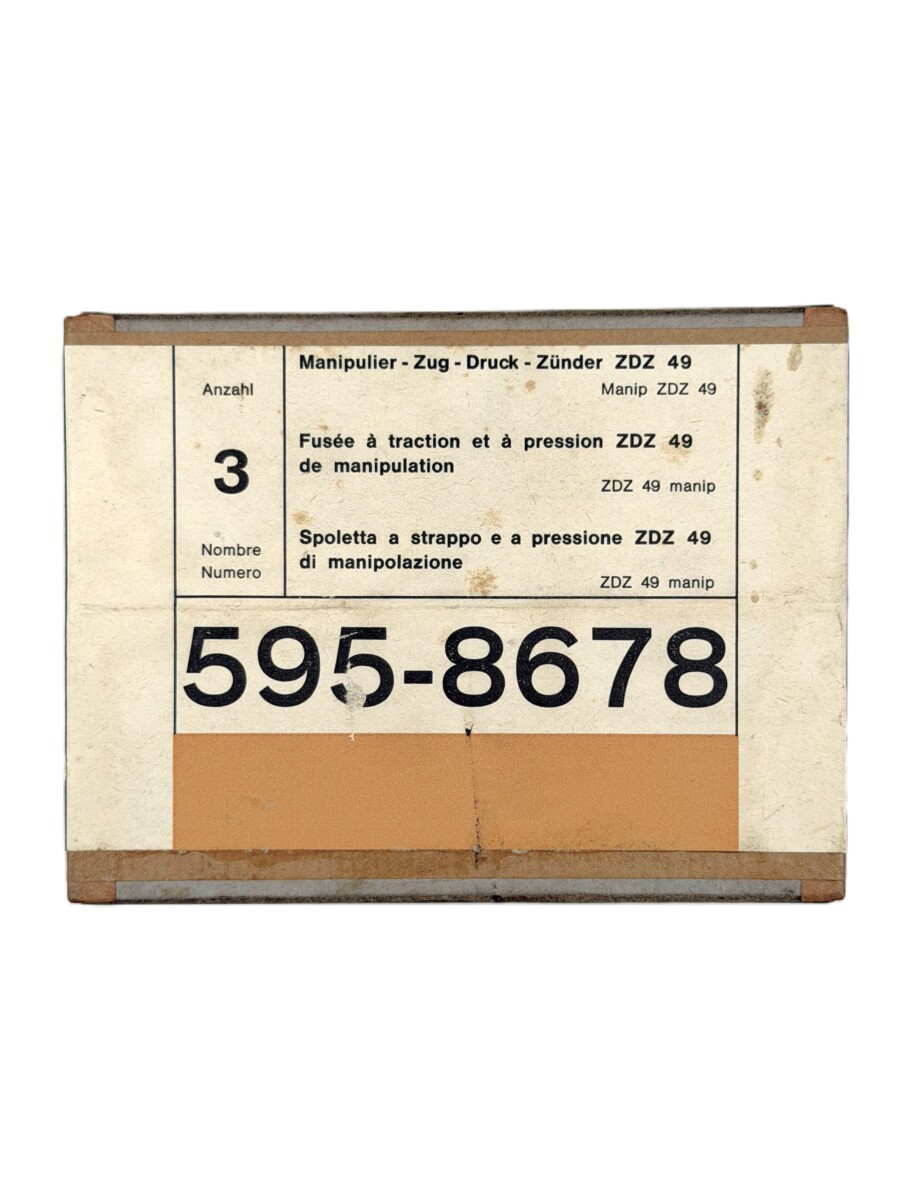 Anzahl
3
Nombre
Numero
Manipulier - Zug - Druck - Zünder ZDZ 49
Manip ZDZ 49
Fusée à traction et à pression ZDZ 49
de manipulation
ZDZ 49 manip
Spoletta a strappo e a pressione ZDZ 49
di manipolazione
ZDZ 49 manip
595-8678